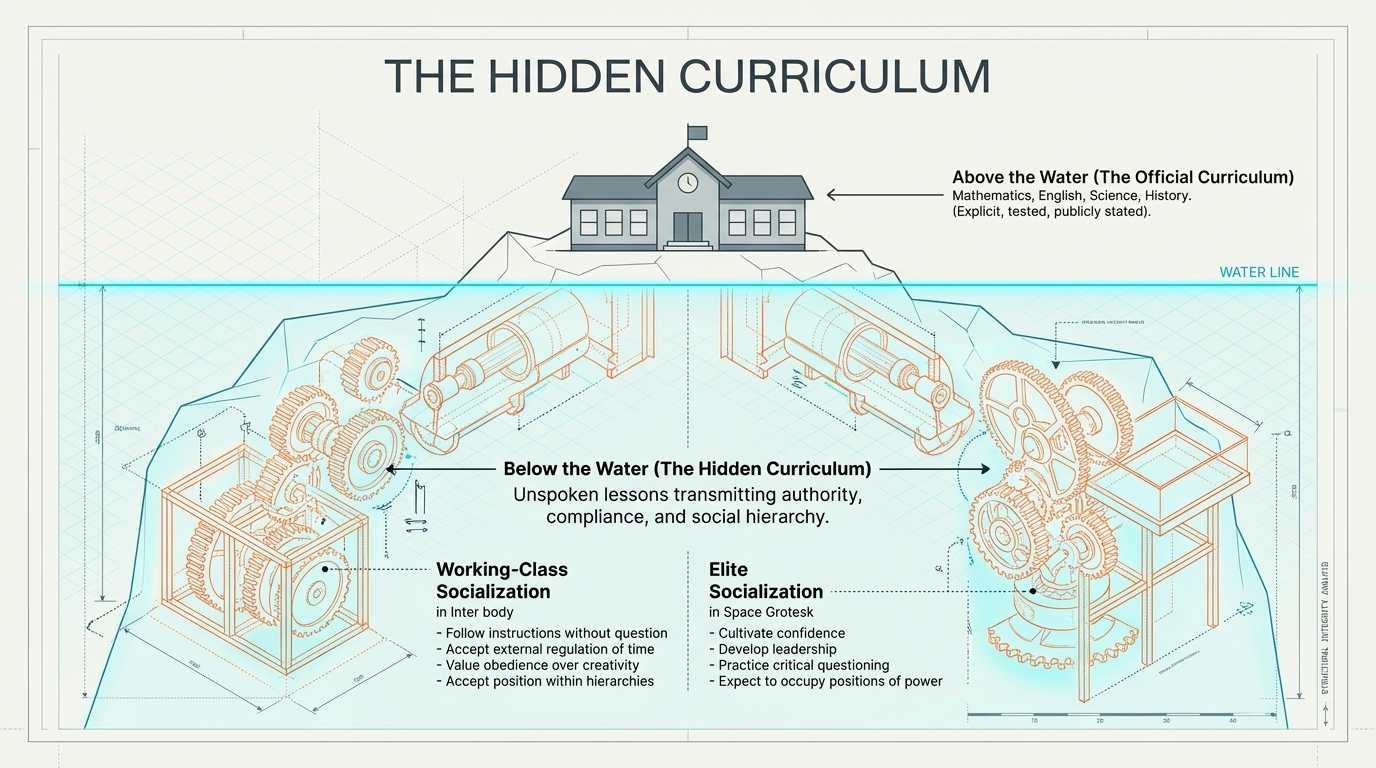 THE HIDDEN CURRICULUM
Above the Water (The Official Curriculum)
Mathematics, English, Science, History.
(Explicit, tested, publicly stated).
WATER LINE
Below the Water (The Hidden Curriculum)
Unspoken lessons transmitting authority,
compliance, and social hierarchy.
Working-Class
Socialization
in Inter body
- Follow instructions without question
- Accept external regulation of time
- Value obedience over creativity
- Accept position within hierarchies
Elite
Socialization
in Space Grotesk
- Cultivate confidence
- Develop leadership
- Practice critical questioning
- Expect to occupy positions of power
10 20 50 40